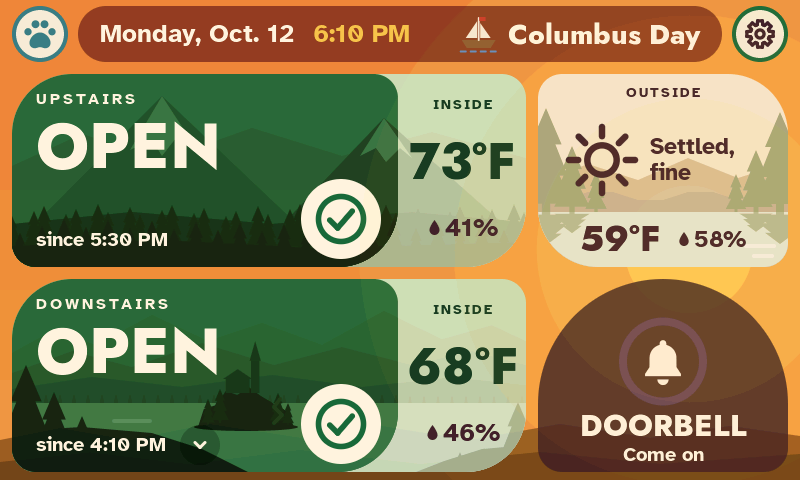 Monday, Oct. 12 6:10 PM
Columbus Day
UPSTAIRS
OPEN
since 5:30 PM
INSIDE
73°F
41%
OUTSIDE
Settled,
fine
59°F 58%
DOWNSTAIRS
OPEN
since 4:10 PM
INSIDE
68°F
46%
DOORBELL
Come on